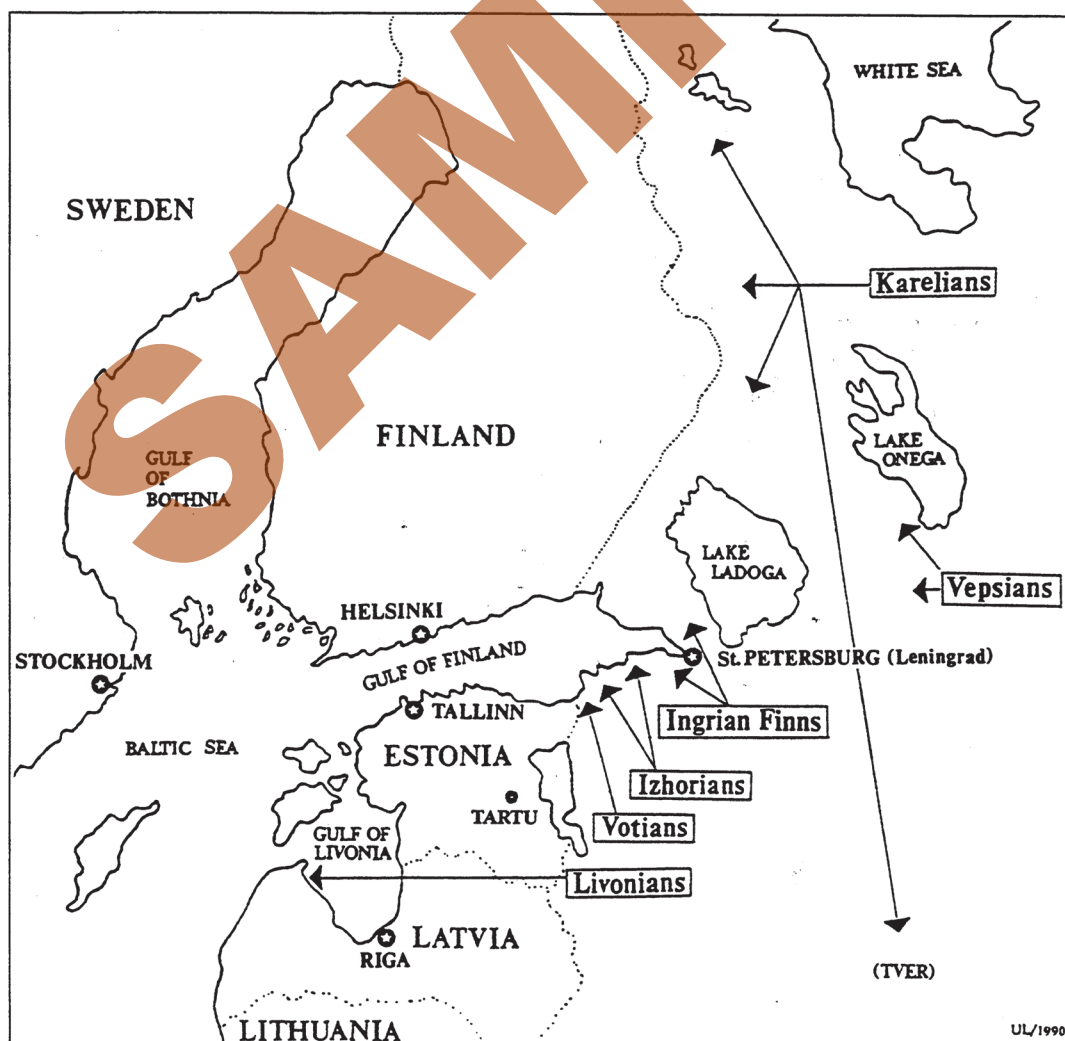 WHITE SEA
SWEDEN
Karelians
FINLAND
GULF
OF
BOTHNIA
LAKE
ONEGA
LAKE
LADOGA
Vepsians
HELSINKI
GULF OF FINLAND
STOCKHOLM
St. PETERSBURG (Leningrad)
TALLINN
Ingrian Finns
BALTIC SEA
ESTONIA
Izhorians
TARTU
Votians
GULF OF
LIVONIA
Livonians
LATVIA
RIGA
(TVER)
LITHUANIA
UL/1990